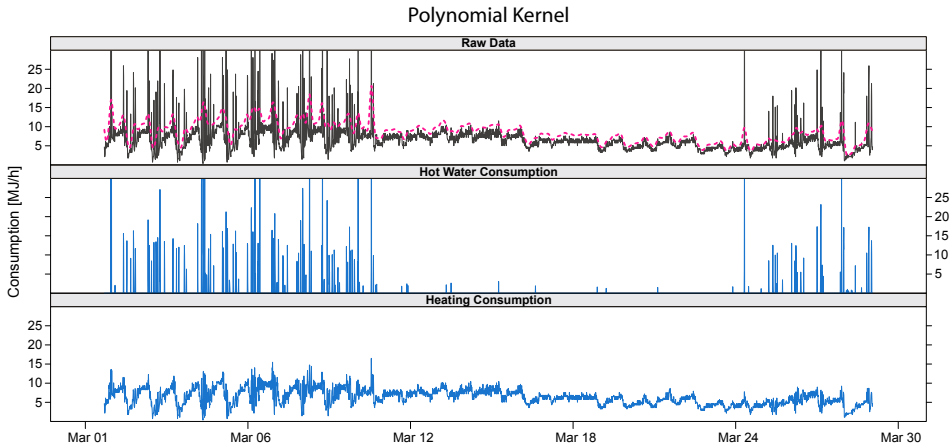 Polynomial Kernel
Raw Data
25
20
15
10
5
Hot Water Consumption
Consumption [MJ/h]
25
20
15
10
5
Heating Consumption
25
20
15
10
5
Mar 01 Mar 06 Mar 12 Mar 18 Mar 24 Mar 30